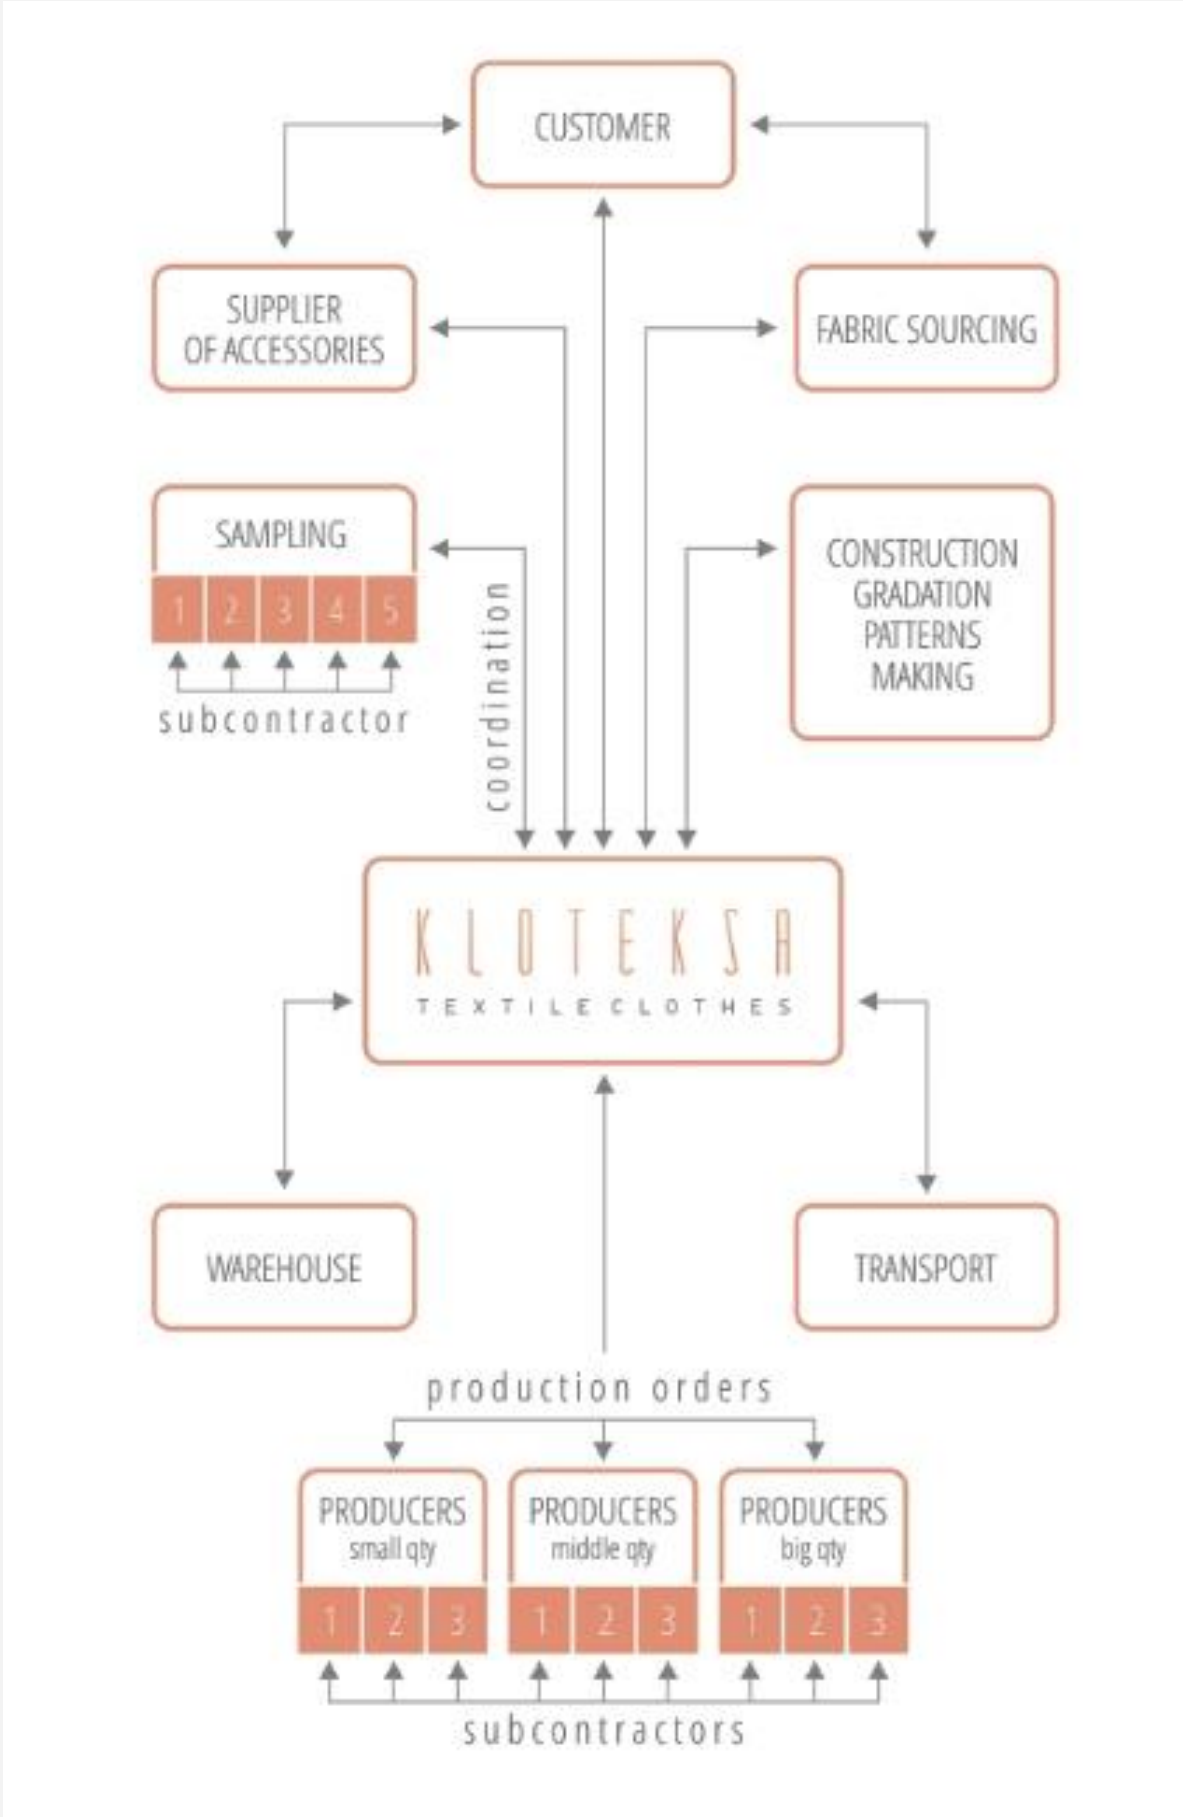 CUSTOMER
SUPPLIER
OF ACCESSORIES
FABRIC SOURCING
SAMPLING
1 2 3 4 5
subcontractor
coordination
CONSTRUCTION
GRADATION
PATTERNS
MAKING
KLOTEKSA
TEXTILE CLOTHES
WAREHOUSE
TRANSPORT
production orders
PRODUCERS
small qty
1 2 3
PRODUCERS
middle qty
1 2 3
PRODUCERS
big qty
1 2 3
subcontractors